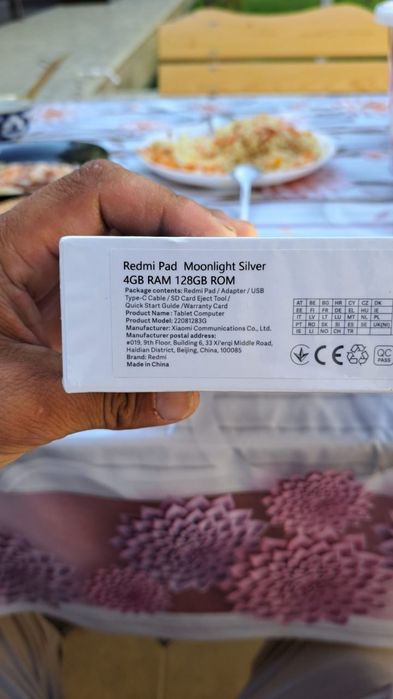 Redmi Pad Moonlight Silver
4GB RAM 128GB ROM
Package contents: Redmi Pad / Adapter / USB
Type-C Cable / SD Card Eject Tool /
Quick Start Guide /Warranty Card
Product Name: Tablet Computer
Product Model: 22081283G
Manufacturer: Xiaomi Communications Co., Ltd.
Manufacturer postal address:
#019, 9th Floor, Building 6, 33 Xi'erqi Middle Road,
Haidian District, Beijing, China, 100085
Brand: Redmi
Made in China
AT BE BG HR CY CZ DK
EE FI FR DE EL HU IE
IT LV LT LU MT NL PL
PT RO SK SI ES SE UK(NI)
IS LI NO CH TR
CE
QC
PASS